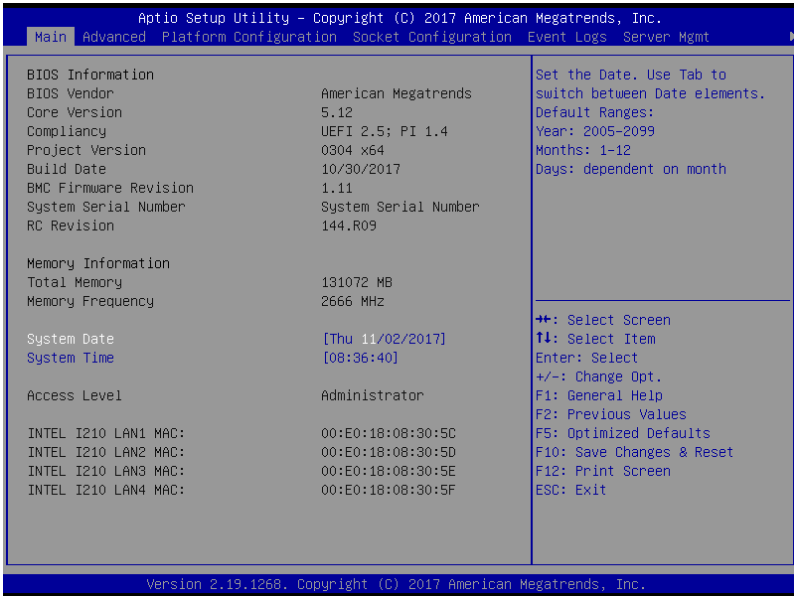 Aptio Setup Utility – Copyright (C) 2017 American Megatrends, Inc.
Main Advanced Platform Configuration Socket Configuration Event Logs Server Mgmt
BIOS Information
BIOS Vendor American Megatrends
Core Version 5.12
Compliancy UEFI 2.5; PI 1.4
Project Version 0304 x64
Build Date 10/30/2017
BMC Firmware Revision 1.11
System Serial Number System Serial Number
RC Revision 144.R09
Memory Information
Total Memory 131072 MB
Memory Frequency 2666 MHz
System Date [Thu 11/02/2017]
System Time [08:36:40]
Access Level Administrator
INTEL I210 LAN1 MAC: 00:E0:18:08:30:5C
INTEL I210 LAN2 MAC: 00:E0:18:08:30:5D
INTEL I210 LAN3 MAC: 00:E0:18:08:30:5E
INTEL I210 LAN4 MAC: 00:E0:18:08:30:5F
Set the Date. Use Tab to
switch between Date elements.
Default Ranges:
Year: 2005-2099
Months: 1-12
Days: dependent on month
→←: Select Screen
↑↓: Select Item
Enter: Select
+/-: Change Opt.
F1: General Help
F2: Previous Values
F5: Optimized Defaults
F10: Save Changes & Reset
F12: Print Screen
ESC: Exit
Version 2.19.1268. Copyright (C) 2017 American Megatrends, Inc.